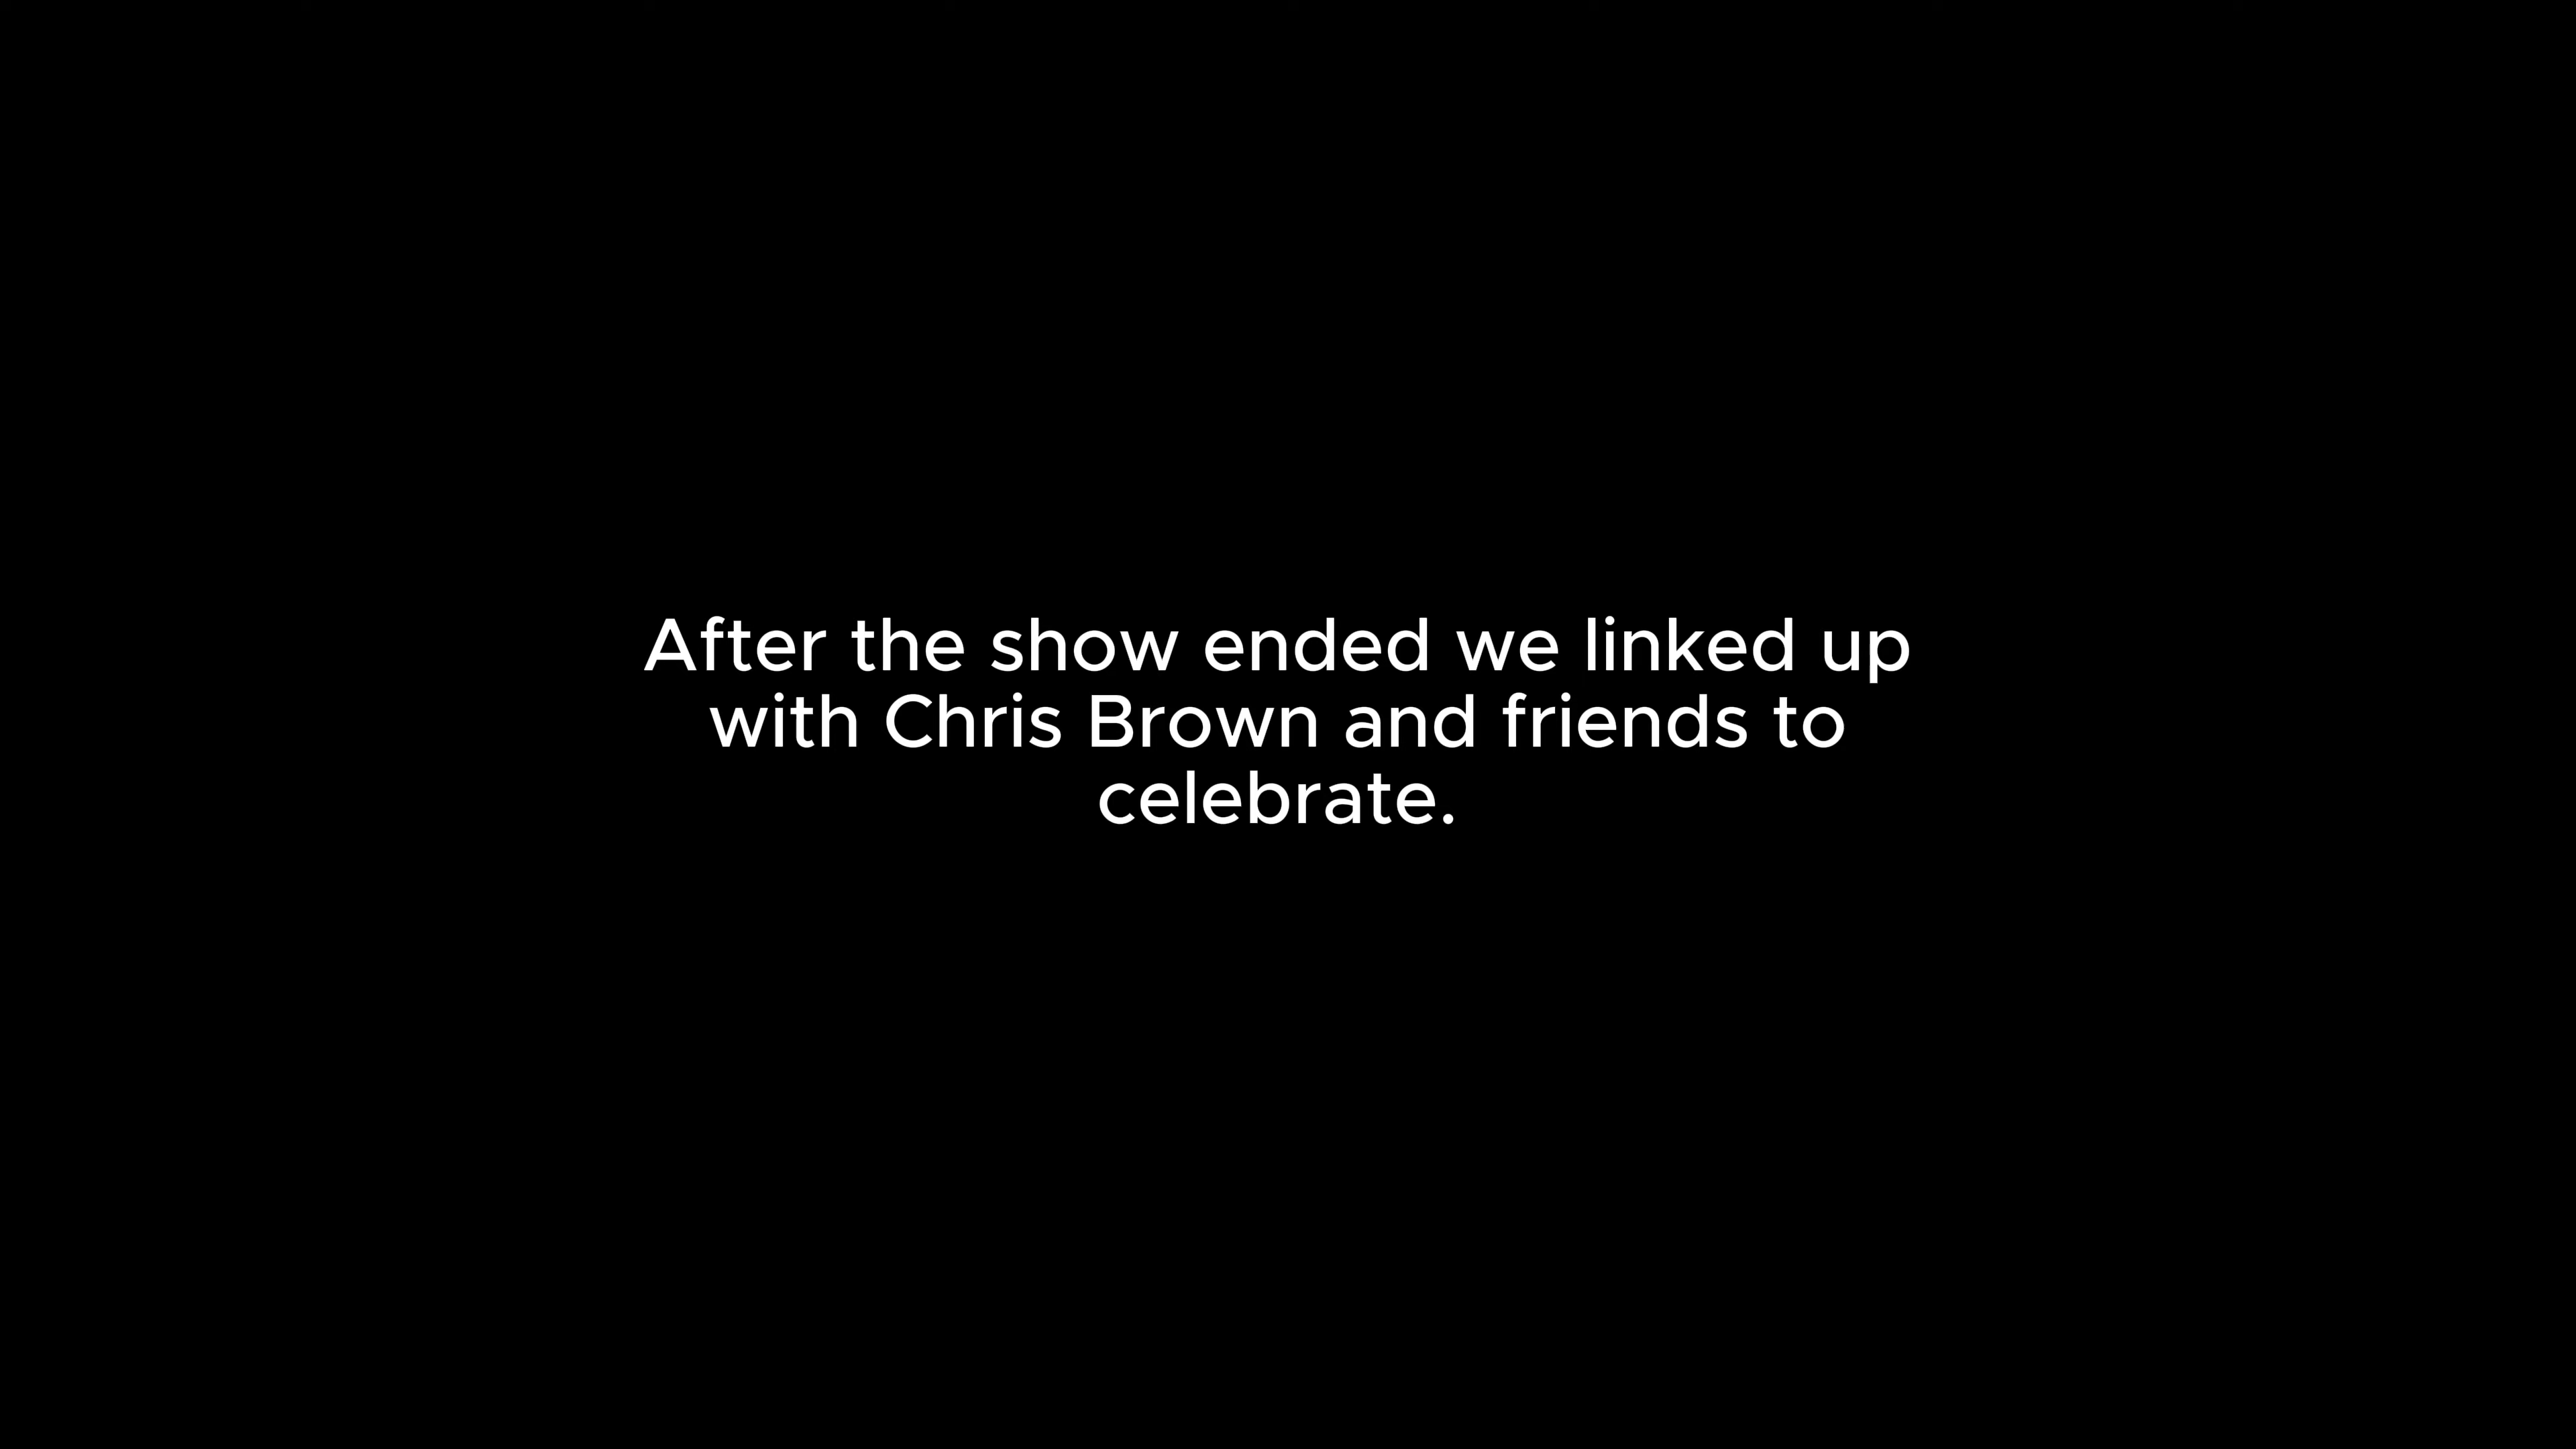 After the show ended we linked up
with Chris Brown and friends to
celebrate.